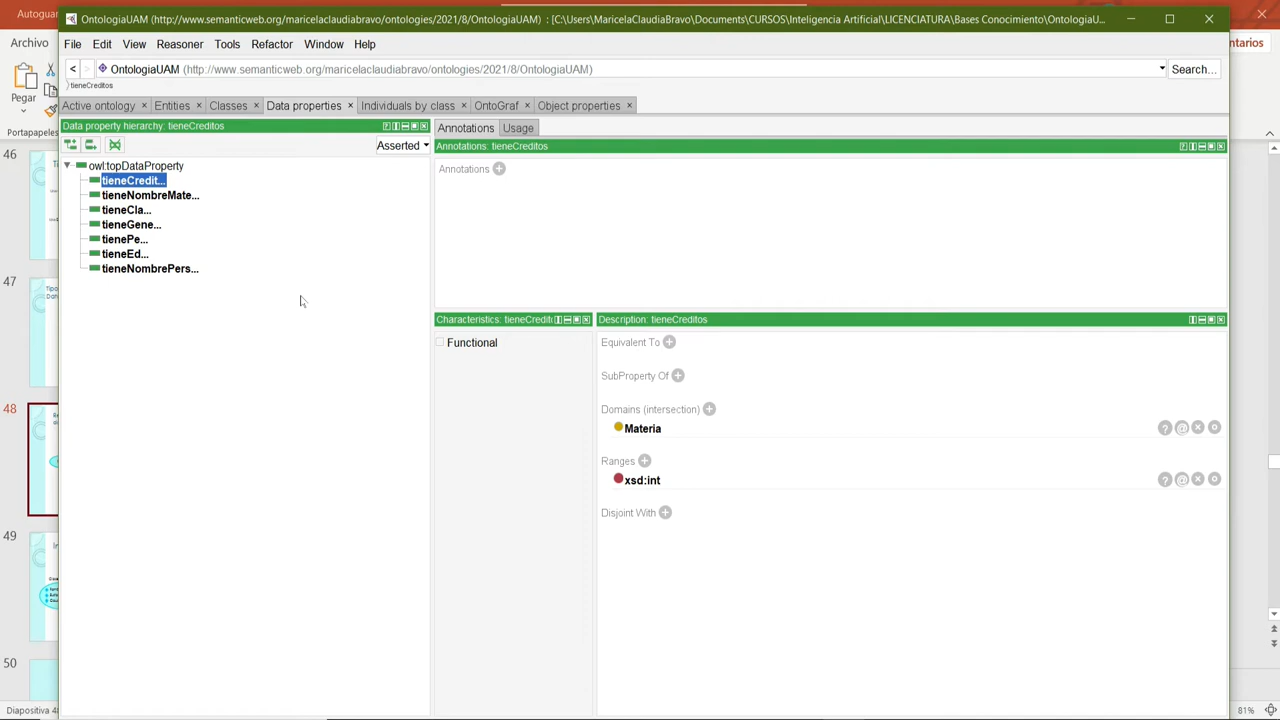 Autoguar
OntologiaUAM (http://www.semanticweb.org/maricelaclaudiabravo/ontologies/2021/8/OntologiaUAM) : [C:\Users\MaricelaClaudiaBravo\Documents\CURSOS\Inteligencia Artificial\LICENCIATURA\Bases Conocimiento\OntologiaU...
Archivo
File Edit View Reasoner Tools Refactor Window Help
ntarios
< > OntologiaUAM (http://www.semanticweb.org/maricelaclaudiabravo/ontologies/2021/8/OntologiaUAM) Search...
tieneCreditos
Pegar
Active ontology × Entities × Classes × Data properties × Individuals by class × OntoGraf × Object properties ×
Portapapeles
Data property hierarchy: tieneCreditos
Asserted
owl:topDataProperty
tieneCredit...
tieneNombreMate...
tieneCla...
tieneGene...
tienePe...
tieneEd...
tieneNombrePers...
Annotations Usage
Annotations: tieneCreditos
Annotations
Characteristics: tieneCredit
Functional
Description: tieneCreditos
Equivalent To
SubProperty Of
Domains (intersection)
Materia
Ranges
xsd:int
Disjoint With
46
47
48
49
50
Diapositiva 48
81%